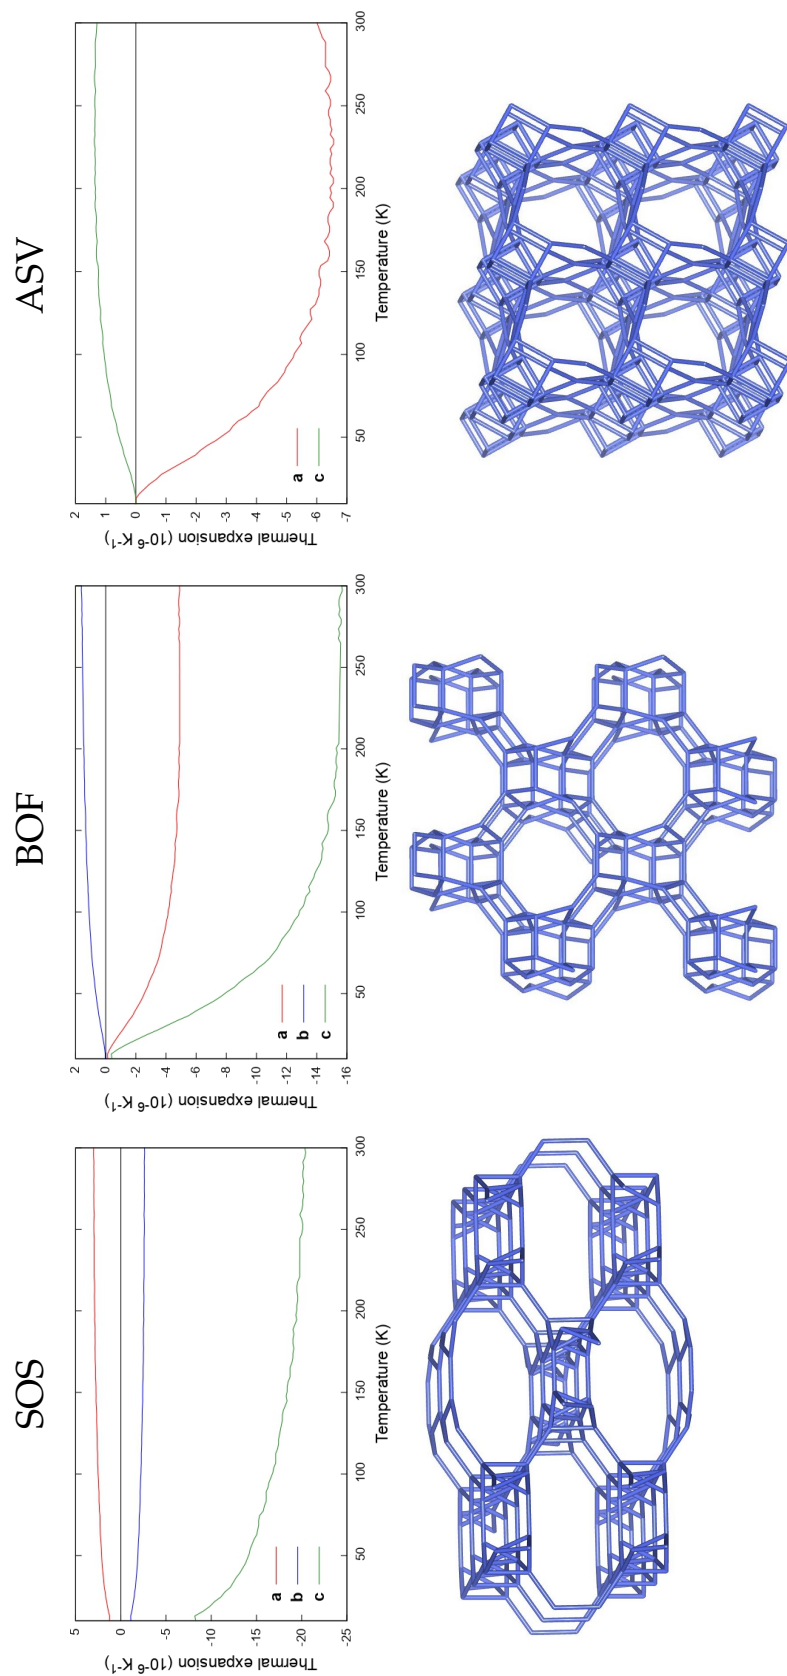 SOS
5
0
-5
-10
-15
-20
-25
Thermal expansion (10⁻⁶ K⁻¹)
50
100
150
200
250
300
Temperature (K)
a
b
c
BOF
2
0
-2
-4
-6
-8
-10
-12
-14
-16
Thermal expansion (10⁻⁶ K⁻¹)
50
100
150
200
250
300
Temperature (K)
a
b
c
ASV
2
1
0
-1
-2
-3
-4
-5
-6
-7
Thermal expansion (10⁻⁶ K⁻¹)
50
100
150
200
250
300
Temperature (K)
a
c